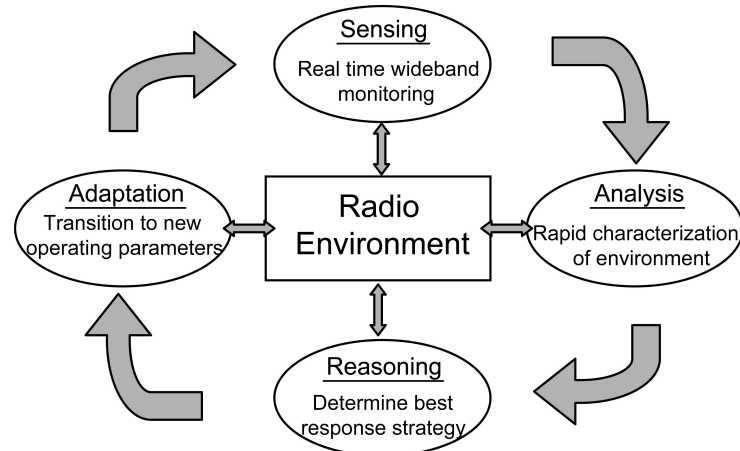 Sensing
Real time wideband
monitoring
Adaptation
Transition to new
operating parameters
Radio
Environment
Analysis
Rapid characterization
of environment
Reasoning
Determine best
response strategy